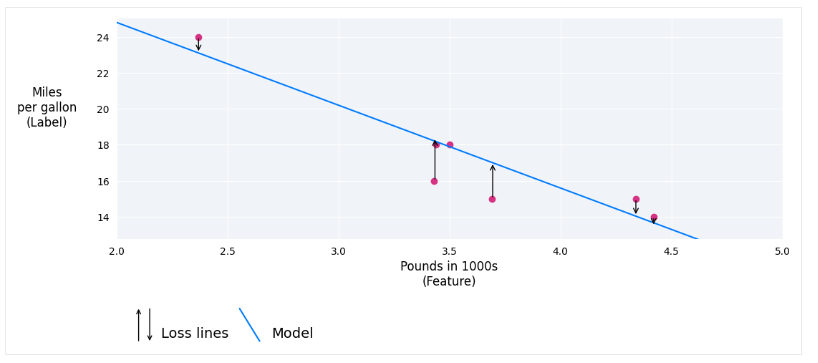 24
22
20
18
16
14
Miles
per gallon
(Label)
2.0 2.5 3.0 3.5 4.0 4.5 5.0
Pounds in 1000s
(Feature)
Loss lines Model